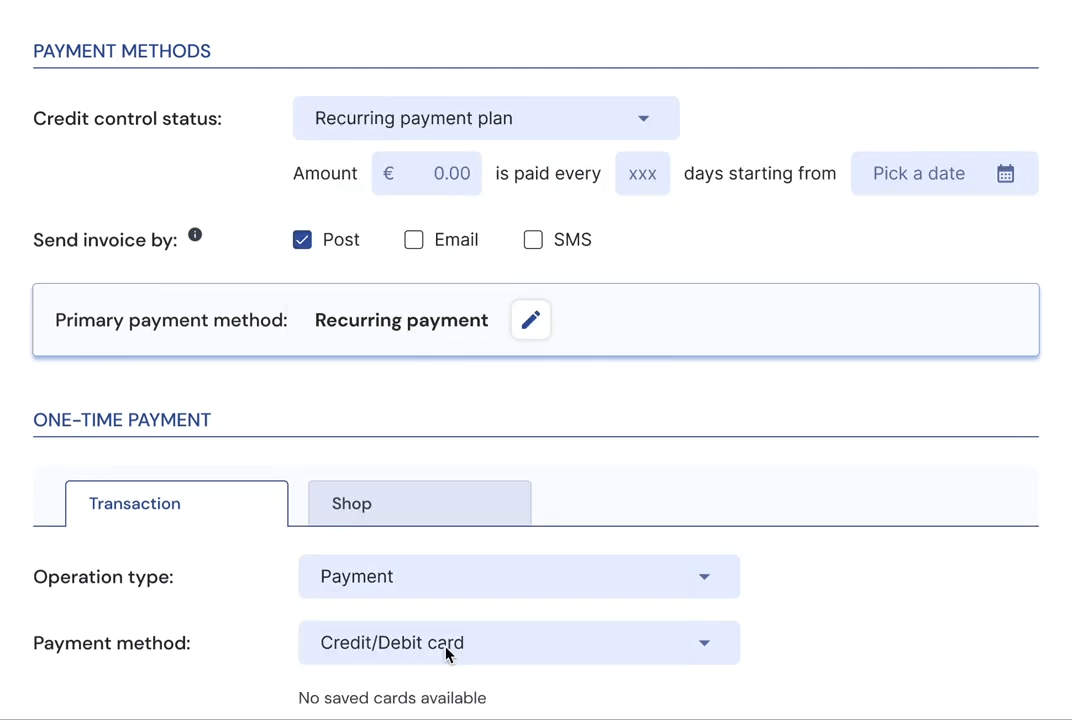 PAYMENT METHODS
Credit control status: Recurring payment plan
Amount € 0.00 is paid every xxx days starting from Pick a date
Send invoice by: Post Email SMS
Primary payment method: Recurring payment
ONE-TIME PAYMENT
Transaction Shop
Operation type: Payment
Payment method: Credit/Debit card
No saved cards available